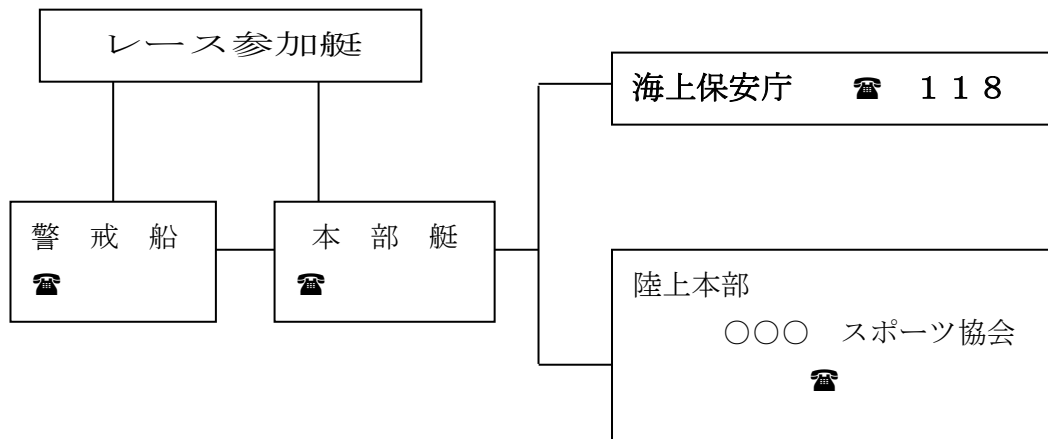 レース参加艇
海上保安庁　☎　１１８
警　戒　船
☎
本　部　艇
☎
陸上本部
○○○　スポーツ協会
☎